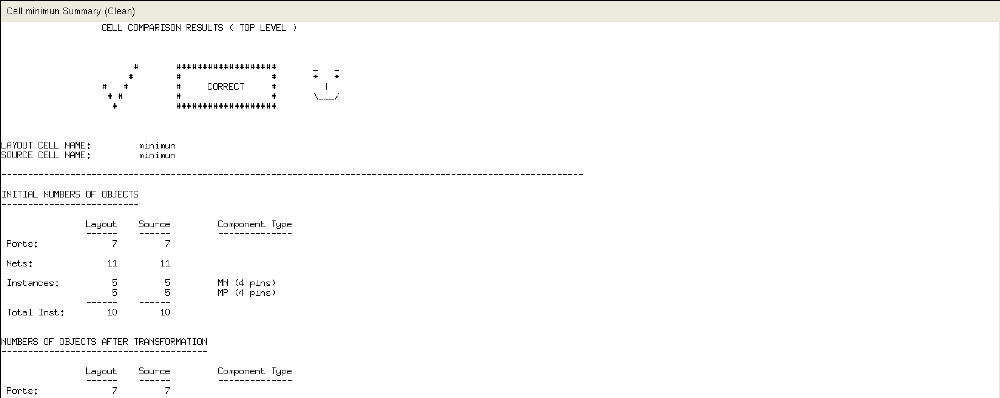 Cell minimun Summary (Clean)
CELL COMPARISON RESULTS ( TOP LEVEL )
#         ###################       _   _
#          #                 #       *   *
#   #         #     CORRECT     #         |
# #          #                 #       \___/
#           ###################
LAYOUT CELL NAME:         minimun
SOURCE CELL NAME:         minimun
--------------------------------------------------------------------------------------------------------------
INITIAL NUMBERS OF OBJECTS
--------------------------
Layout    Source         Component Type
------    ------         --------------
Ports:              7         7
Nets:              11        11
Instances:          5         5         MN (4 pins)
5         5         MP (4 pins)
------    ------
Total Inst:        10        10
NUMBERS OF OBJECTS AFTER TRANSFORMATION
---------------------------------------
Layout    Source         Component Type
------    ------         --------------
Ports:              7         7